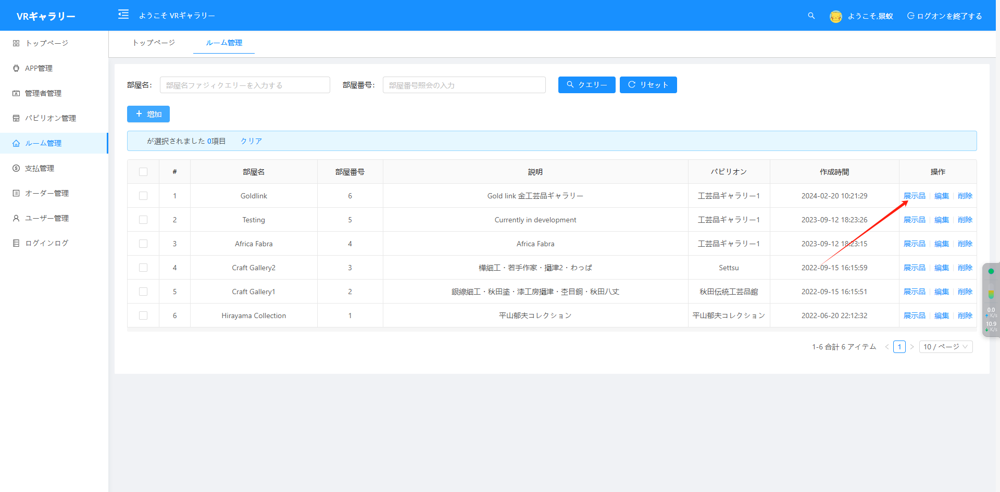 VRギャラリー
ようこそ VRギャラリー
ようこそ,景蚁
ログオンを終了する
トップページ
APP管理
管理者管理
パビリオン管理
ルーム管理
支払管理
オーダー管理
ユーザー管理
ログインログ
トップページ ルーム管理
部屋名: 部屋名ファジィクエリーを入力する 部屋番号: 部屋番号照会の入力 クエリー リセット
増加
が選択されました 0項目 クリア
# 部屋名 部屋番号 説明 パビリオン 作成時間 操作
1 Goldlink 6 Gold link 金工芸品ギャラリー 工芸品ギャラリー1 2024-02-20 10:21:29 展示品 編集 削除
2 Testing 5 Currently in development 工芸品ギャラリー1 2023-09-12 18:23:26 展示品 編集 削除
3 Africa Fabra 4 Africa Fabra 工芸品ギャラリー1 2023-09-12 18:23:15 展示品 編集 削除
4 Craft Gallery2 3 樺細工・若手作家・攝津2・わっぱ Settsu 2022-09-15 16:15:59 展示品 編集 削除
5 Craft Gallery1 2 銀線細工・秋田塗・漆工房攝津・杢目銅・秋田八丈 秋田伝統工芸品館 2022-09-15 16:15:51 展示品 編集 削除
6 Hirayama Collection 1 平山郁夫コレクション 平山郁夫コレクション 2022-06-20 22:12:32 展示品 編集 削除
1-6 合計 6 アイテム 1 10 / ページ
0.0
K/s
10.9
K/s